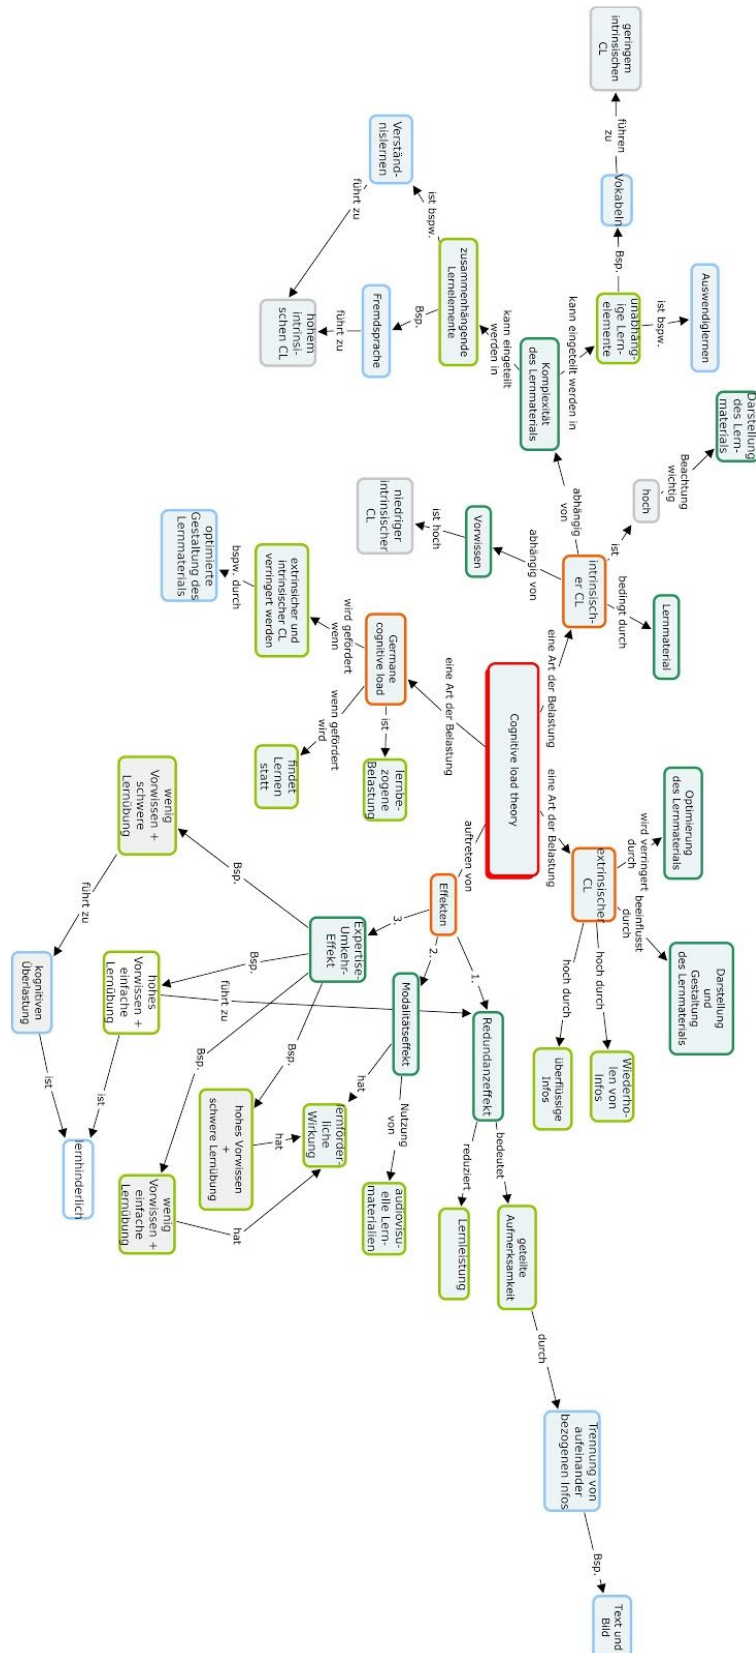 geringem
intrinsischen
CL
führen
zu
Vokabeln
Bsp.
unabhäng-
ige Lern-
elemente
ist bspw.
Auswendiglernen
Verständ-
nislernen
ist bspw.
führt zu
zusammenhängende
Lernelemente
Bsp.
Fremdsprache
führt zu
hohem
intrinsi-
schen CL
kann eingeteilt
werden in
kann eingeteilt werden in
Komplexität
des Lernmaterials
abhängig
von
Darstellung
des Lern-
materials
Beachtung
wichtig
hoch
ist
intrinsisch-
er CL
bedingt durch
Lernmaterial
abhängig von
Vorwissen
ist hoch
niedriger
intrinsischer
CL
eine Art der Belastung
Cognitive load theory
eine Art der Belastung
Germane
cognitive load
wird gefördert
wenn
extrinsicher und
intrinsischer CL
verringert werden
bspw. durch
optimierte
Gestaltung des
Lernmaterials
ist
lernbe-
zogene
Belastung
wenn gefördert
wird
findet
Lernen
statt
eine Art der Belastung
extrinsischer
CL
wird verringert
durch
Optimierung
des Lernmaterials
beeinflusst
durch
Darstellung
und
Gestaltung
des Lernmaterials
hoch durch
Wiederho-
len von
Infos
hoch durch
überflüssige
Infos
auftreten von
Effekten
1.
Redundanzeffekt
bedeutet
geteilte
Aufmerksamkeit
durch
Trennung von
aufeinander
bezogenen Infos
Bsp.
Text und
Bild
reduziert
Lernleistung
2.
Modalitätseffekt
Nutzung
von
audiovisu-
elle Lern-
materialien
hat
lernförder-
liche
Wirkung
3.
Expertise-
Umkehr-
Effekt
Bsp.
wenig
Vorwissen +
schwere
Lernübung
führt zu
kognitiven
Überlastung
ist
lernhinderlich
Bsp.
hohes
Vorwissen +
einfache
Lernübung
führt zu
ist
Bsp.
hohes Vorwissen
+
schwere Lernübung
hat
Bsp.
wenig
Vorwissen +
einfache
Lernübung
hat